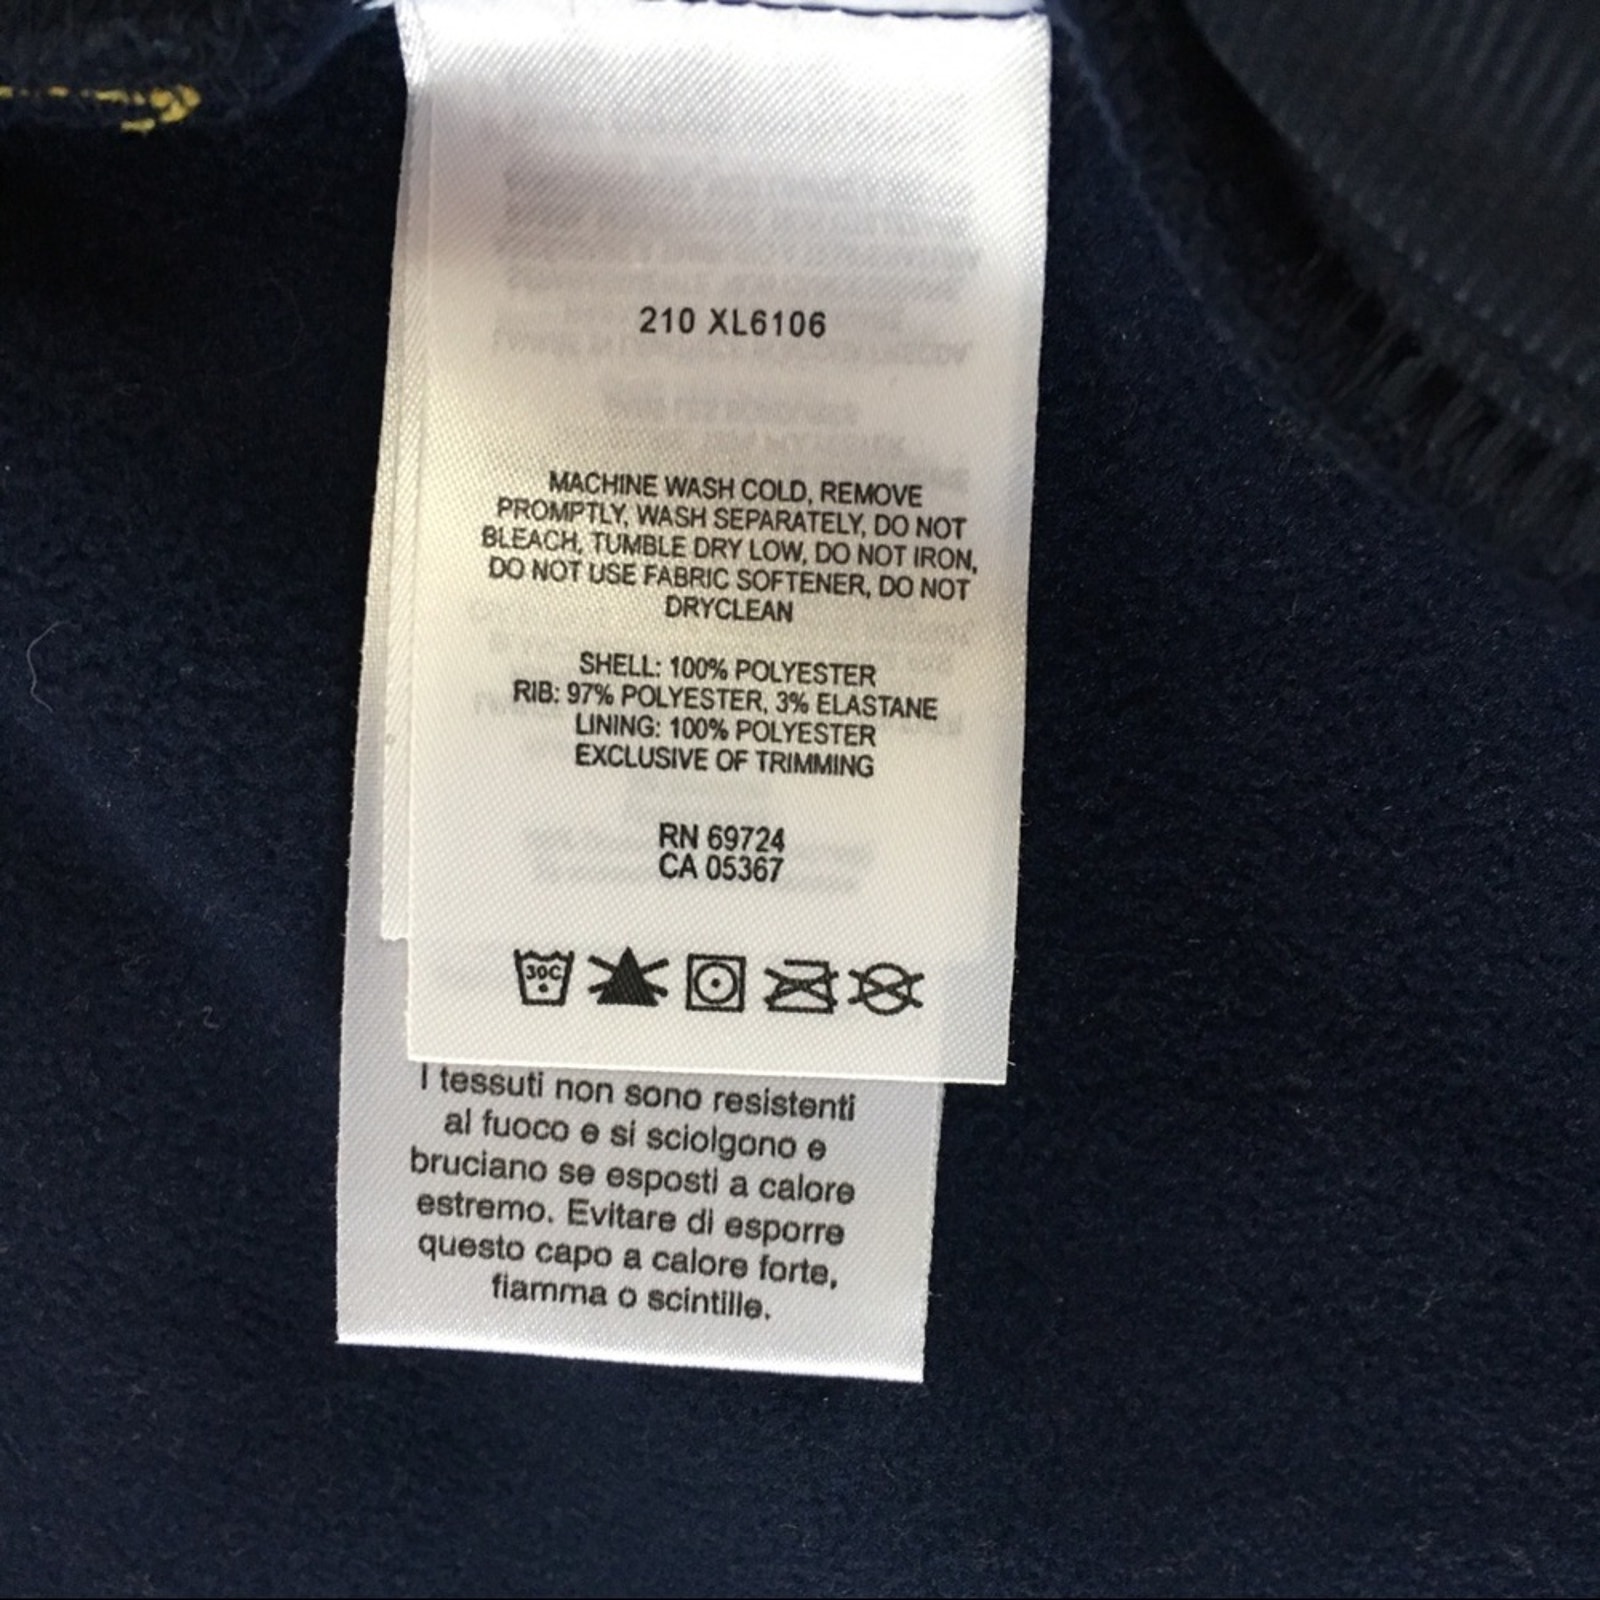 210 XL6106
MACHINE WASH COLD, REMOVE
PROMPTLY, WASH SEPARATELY, DO NOT
BLEACH, TUMBLE DRY LOW, DO NOT IRON,
DO NOT USE FABRIC SOFTENER, DO NOT
DRYCLEAN
SHELL: 100% POLYESTER
RIB: 97% POLYESTER, 3% ELASTANE
LINING: 100% POLYESTER
EXCLUSIVE OF TRIMMING
RN 69724
CA 05367
30C
I tessuti non sono resistenti
al fuoco e si sciolgono e
bruciano se esposti a calore
estremo. Evitare di esporre
questo capo a calore forte,
fiamma o scintille.